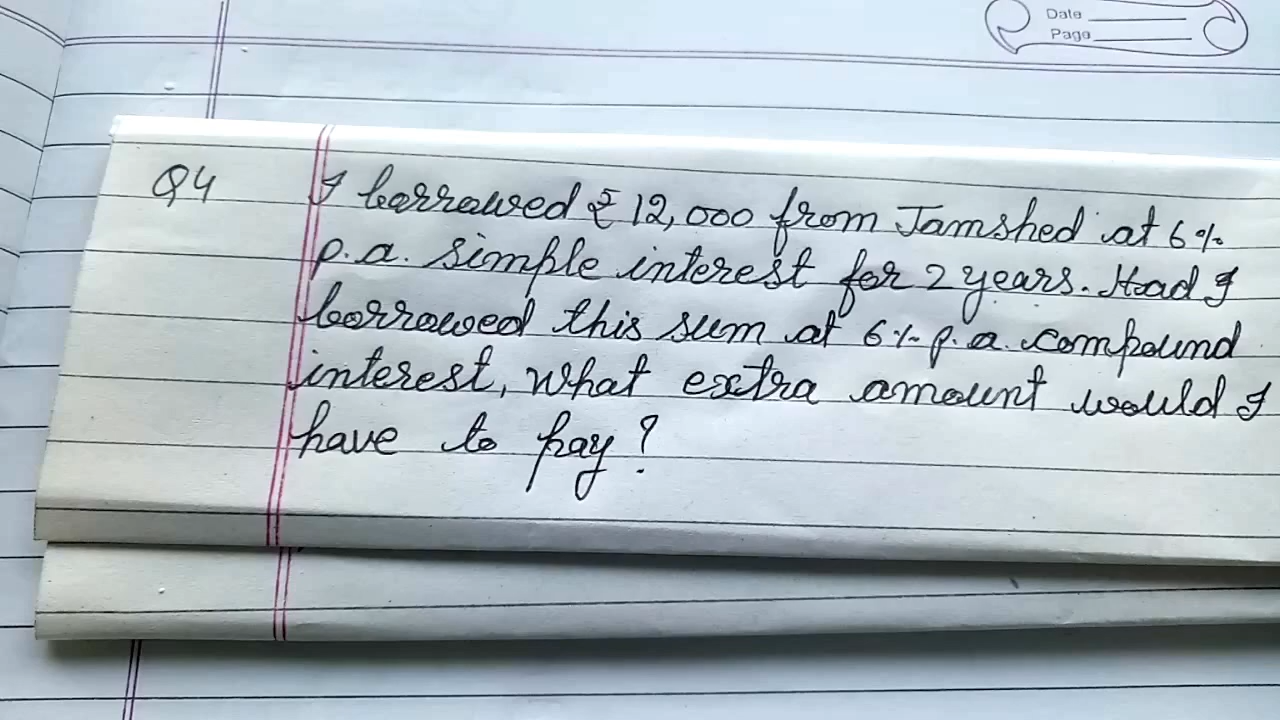 Date
Page
Q4 I borrowed ₹ 12,000 from Jamshed at 6%
p.a. simple interest for 2 years. Had I
borrowed this sum at 6% p.a. compound
interest, what extra amount would I
have to pay?